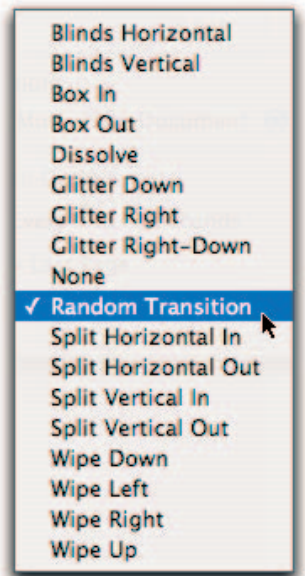 Blinds Horizontal
Blinds Vertical
Box In
Box Out
Dissolve
Glitter Down
Glitter Right
Glitter Right-Down
None
✓ Random Transition
Split Horizontal In
Split Horizontal Out
Split Vertical In
Split Vertical Out
Wipe Down
Wipe Left
Wipe Right
Wipe Up